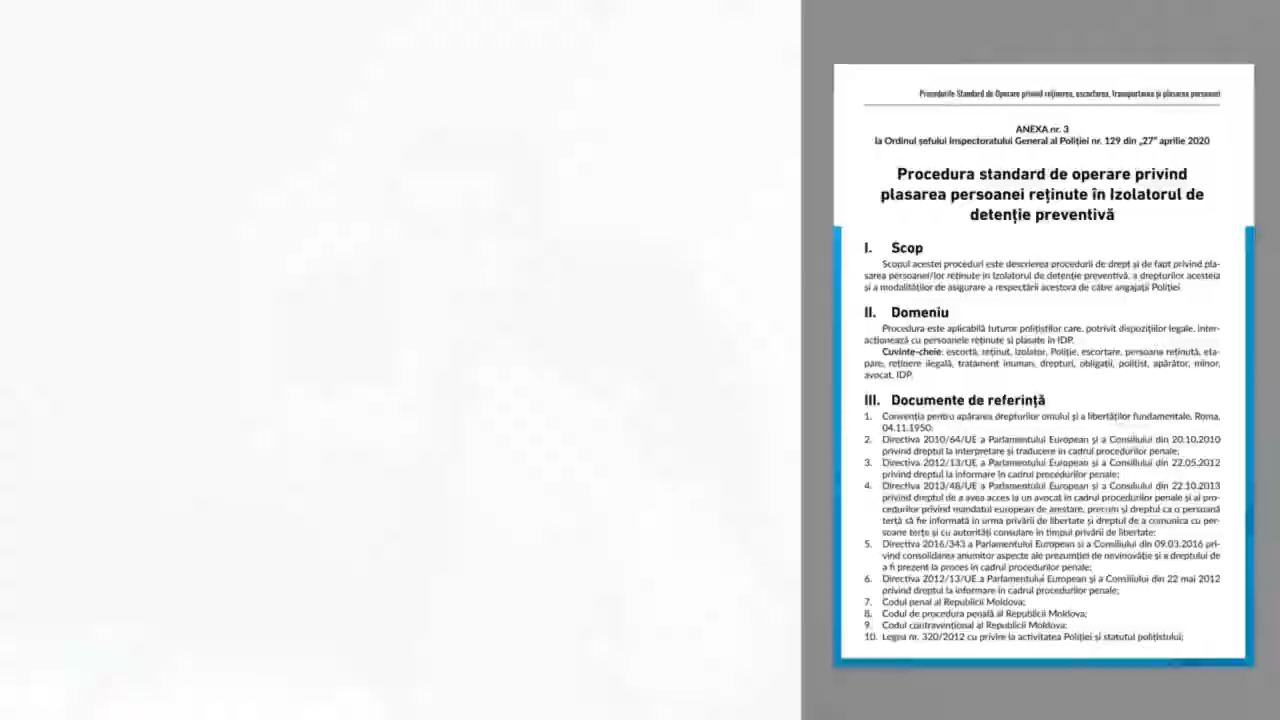 Procedurile Standard de Operare privind reținerea, escortarea, transportarea și plasarea persoanei
ANEXA nr. 3
la Ordinul șefului Inspectoratului General al Poliției nr. 129 din „27” aprilie 2020
Procedura standard de operare privind
plasarea persoanei reținute în Izolatorul de
detenție preventivă
I. Scop
Scopul acestei proceduri este descrierea procedurii de drept și de fapt privind pla-
sarea persoanei/lor reținute în Izolatorul de detenție preventivă, a drepturilor acesteia
și a modalităților de asigurare a respectării acestora de către angajații Poliției
II. Domeniu
Procedura este aplicabilă tuturor polițiștilor care, potrivit dispozițiilor legale, inter-
acționează cu persoanele reținute și plasate în IDP.
Cuvinte-cheie: escortă, reținut, izolator, Poliție, escortare, persoana reținută, eta-
pare, reținere ilegală, tratament inuman, drepturi, obligații, polițist, apărător, minor,
avocat, IDP.
III. Documente de referință
1. Convenția pentru apărarea drepturilor omului și a libertăților fundamentale, Roma,
04.11.1950;
2. Directiva 2010/64/UE a Parlamentului European și a Consiliului din 20.10.2010
privind dreptul la interpretare și traducere în cadrul procedurilor penale;
3. Directiva 2012/13/UE a Parlamentului European și a Consiliului din 22.05.2012
privind dreptul la informare în cadrul procedurilor penale;
4. Directiva 2013/48/UE a Parlamentului European și a Consiliului din 22.10.2013
privind dreptul de a avea acces la un avocat în cadrul procedurilor penale și al pro-
cedurilor privind mandatul european de arestare, precum și dreptul ca o persoană
terță să fie informată în urma privării de libertate și dreptul de a comunica cu per-
soane terțe și cu autorități consulare în timpul privării de libertate;
5. Directiva 2016/343 a Parlamentului European și a Consiliului din 09.03.2016 pri-
vind consolidarea anumitor aspecte ale prezumției de nevinovăție și a dreptului de
a fi prezent la proces în cadrul procedurilor penale;
6. Directiva 2012/13/UE a Parlamentului European și a Consiliului din 22 mai 2012
privind dreptul la informare în cadrul procedurilor penale;
7. Codul penal al Republicii Moldova;
8. Codul de procedura penală al Republicii Moldova;
9. Codul contravențional al Republicii Moldova;
10. Legea nr. 320/2012 cu privire la activitatea Poliției și statutul polițistului;